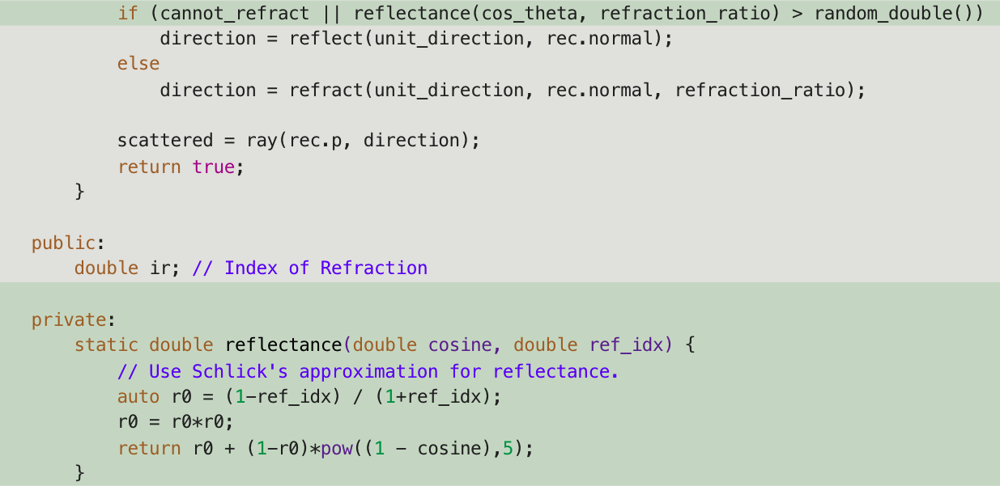 if (cannot_refract || reflectance(cos_theta, refraction_ratio) > random_double())
direction = reflect(unit_direction, rec.normal);
else
direction = refract(unit_direction, rec.normal, refraction_ratio);
scattered = ray(rec.p, direction);
return true;
}
public:
double ir; // Index of Refraction
private:
static double reflectance(double cosine, double ref_idx) {
// Use Schlick's approximation for reflectance.
auto r0 = (1-ref_idx) / (1+ref_idx);
r0 = r0*r0;
return r0 + (1-r0)*pow((1 - cosine),5);
}